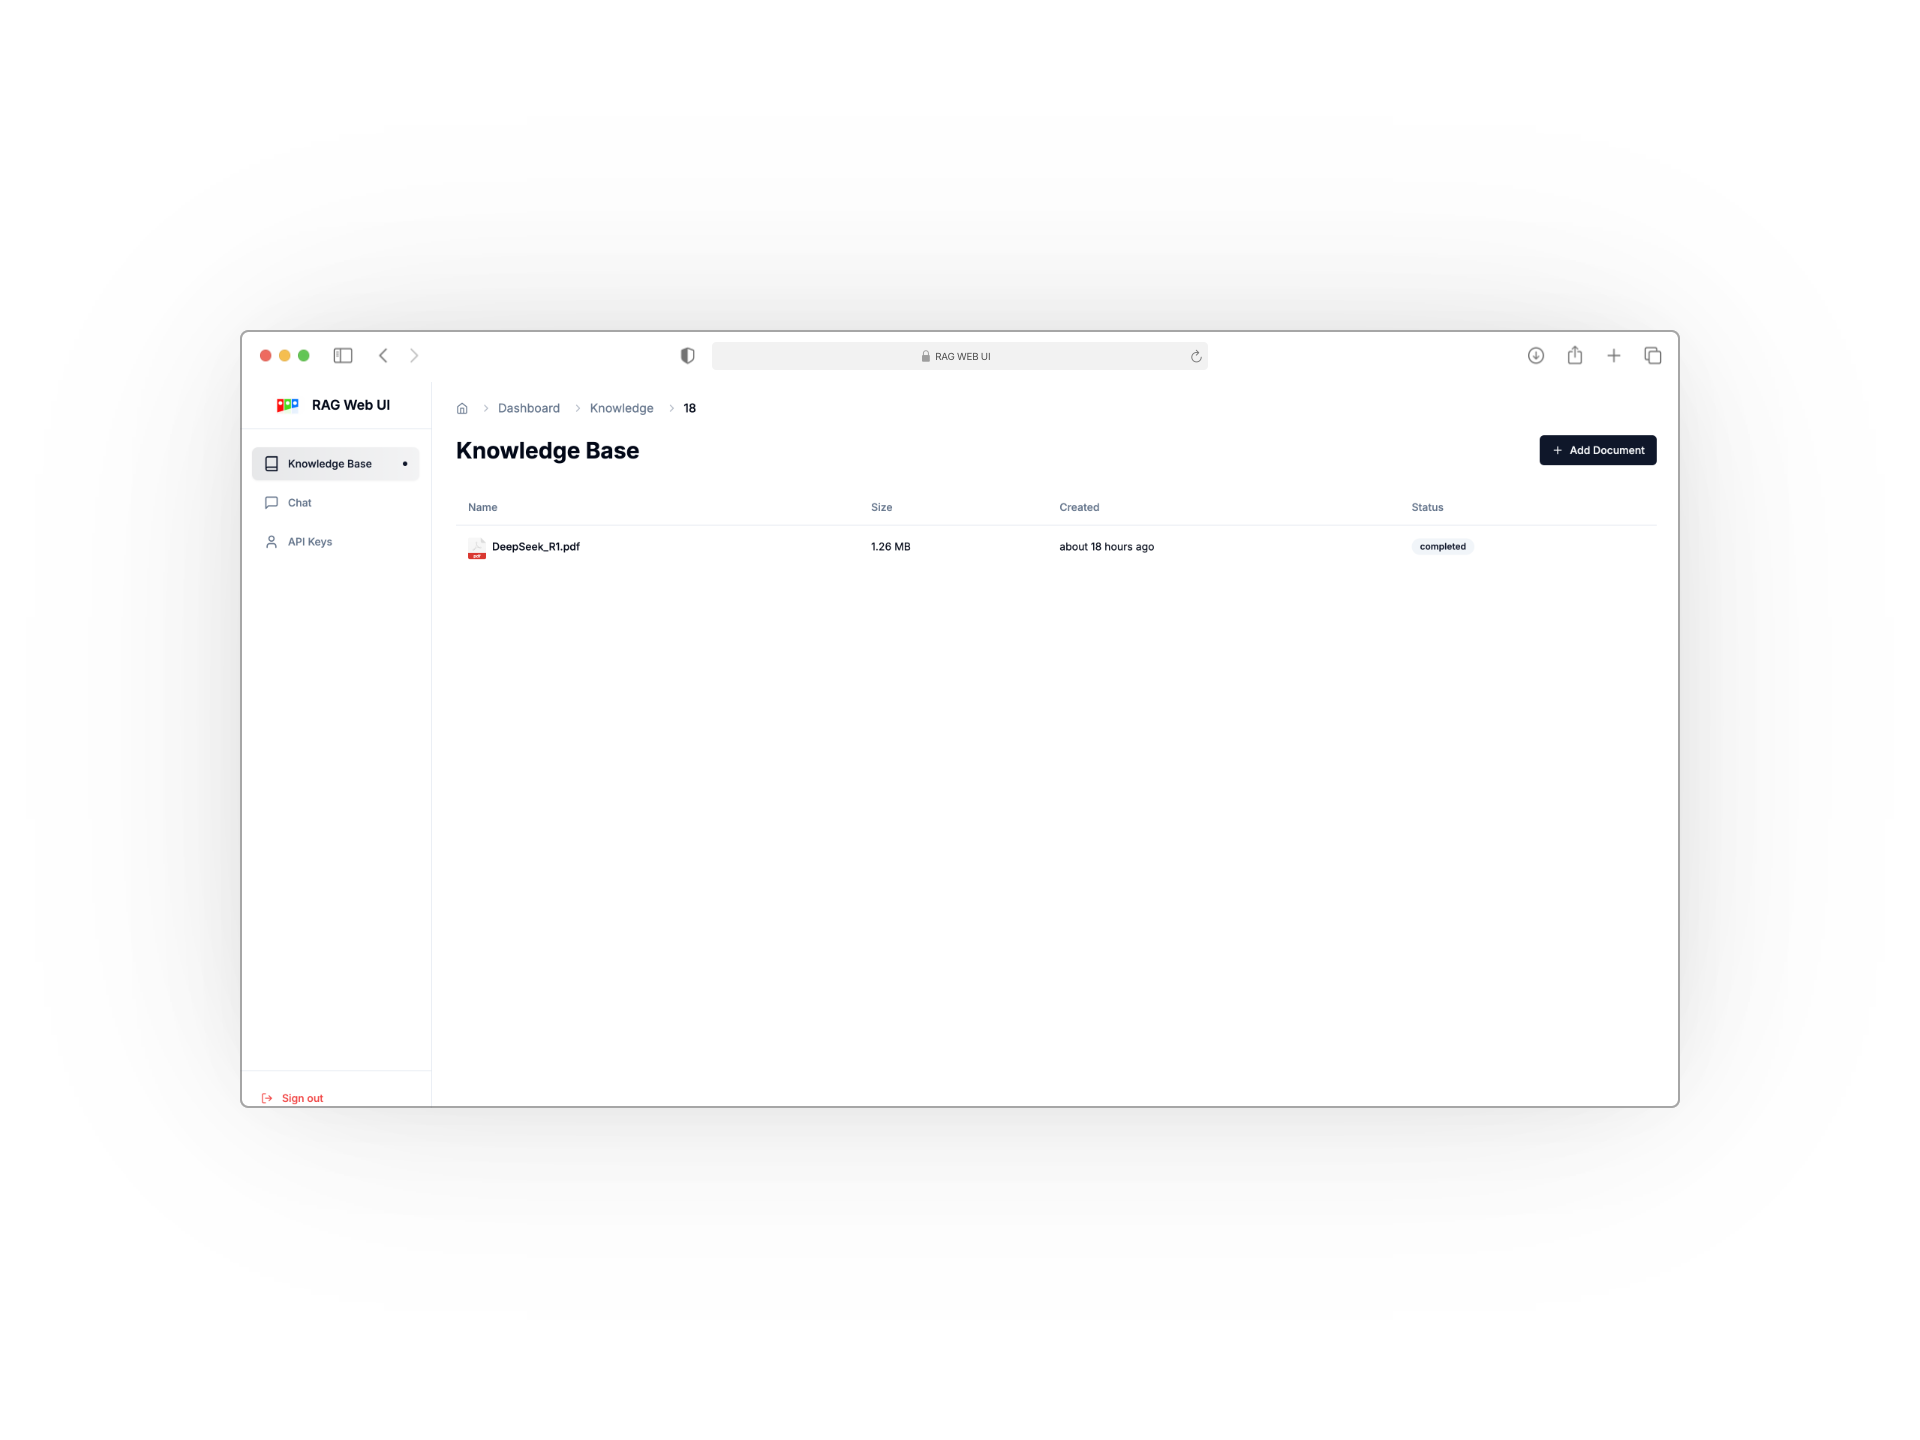 RAG WEB UI
RAG Web UI
Dashboard Knowledge 18
Knowledge Base
Chat
API Keys
Sign out
Knowledge Base
+ Add Document
Name Size Created Status
pdf DeepSeek_R1.pdf 1.26 MB about 18 hours ago completed